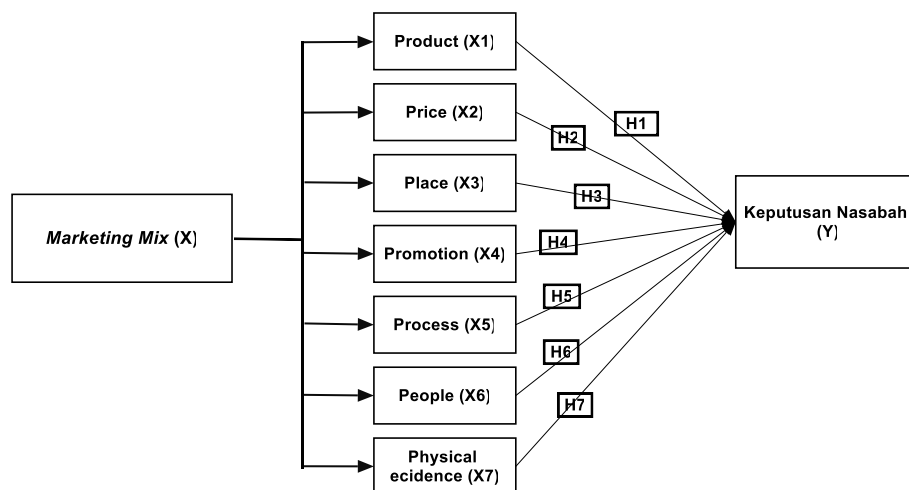 Product (X1)
Price (X2)
H1
H2
Place (X3)
H3
Keputusan Nasabah
(Y)
Marketing Mix (X)
Promotion (X4)
H4
Process (X5)
H5
People (X6)
H6
H7
Physical
ecidence (X7)